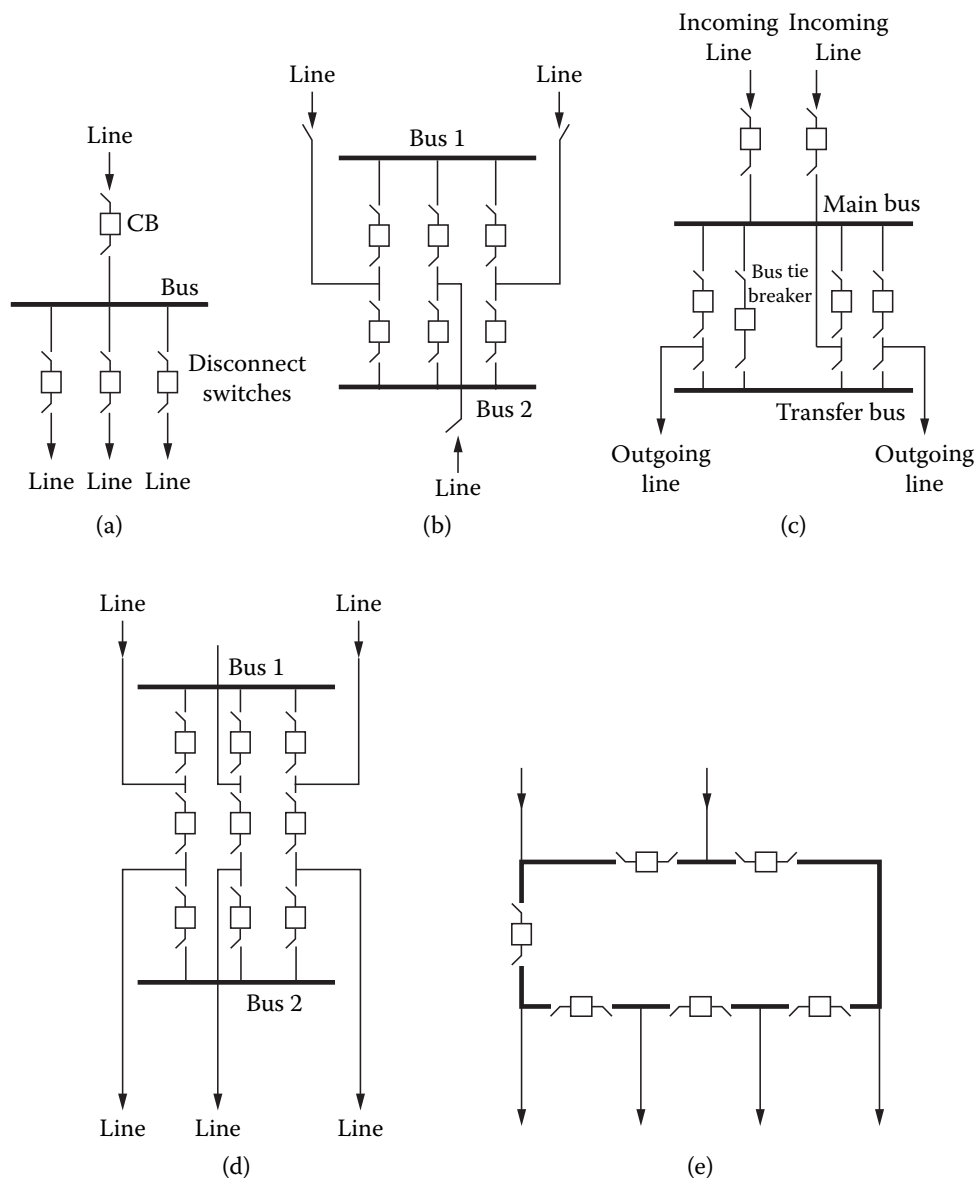 Line
CB
Bus
Disconnect
switches
Line Line Line
(a)
Line Line
Bus 1
Bus 2
Line
(b)
Incoming Incoming
Line Line
Main bus
Bus tie
breaker
Transfer bus
Outgoing
line
Outgoing
line
(c)
Line Line
Bus 1
Bus 2
Line Line Line
(d)
(e)